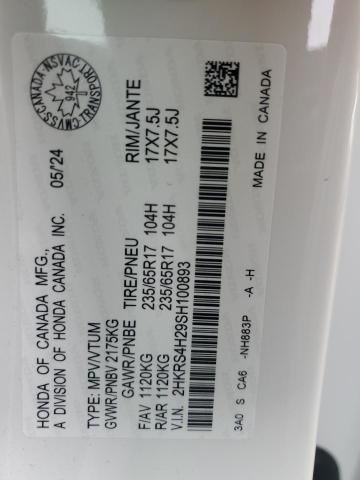 HONDA OF CANADA MFG.,
A DIVISION OF HONDA CANADA INC. 05/24
CANADA·NSVAC
TRANSPORT
CMVSS
942
TYPE: MPV/VTUM
GVWR/PNBV 2175KG
GAWR/PNBE TIRE/PNEU RIM/JANTE
F/AV 1120KG 235/65R17 104H 17X7.5J
R/AR 1120KG 235/65R17 104H 17X7.5J
V.I.N. 2HKRS4H29SH100893
3A0 S CA6 -NH883P -A -H MADE IN CANADA